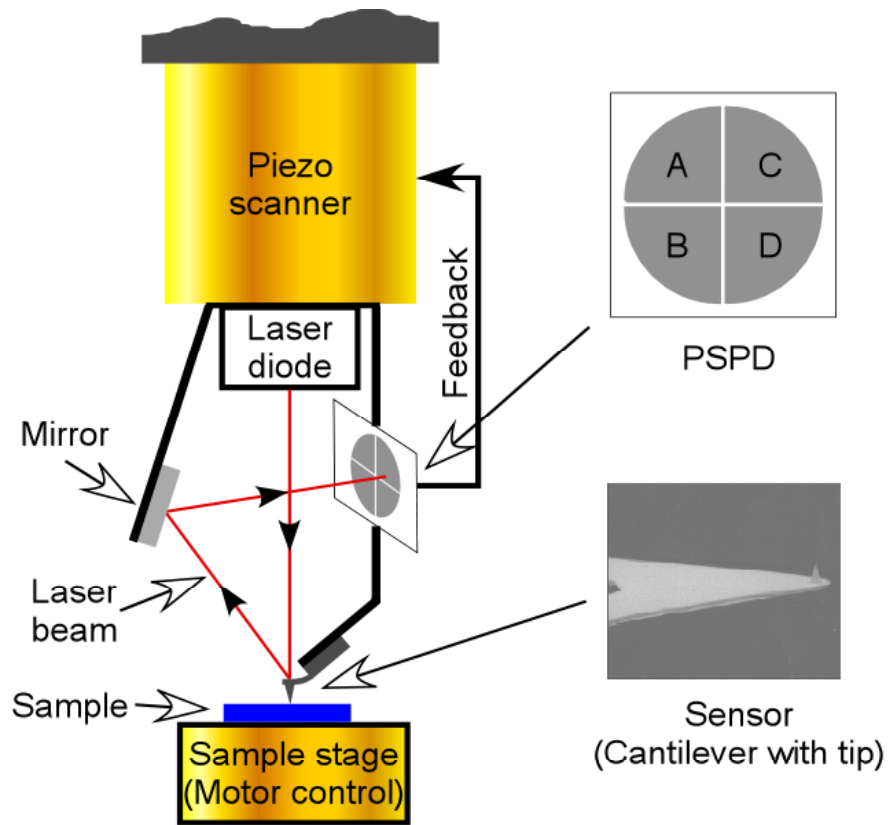 Piezo
scanner
A
C
B
D
PSPD
Feedback
Laser
diode
Mirror
Laser
beam
Sample
Sample stage
(Motor control)
Sensor
(Cantilever with tip)